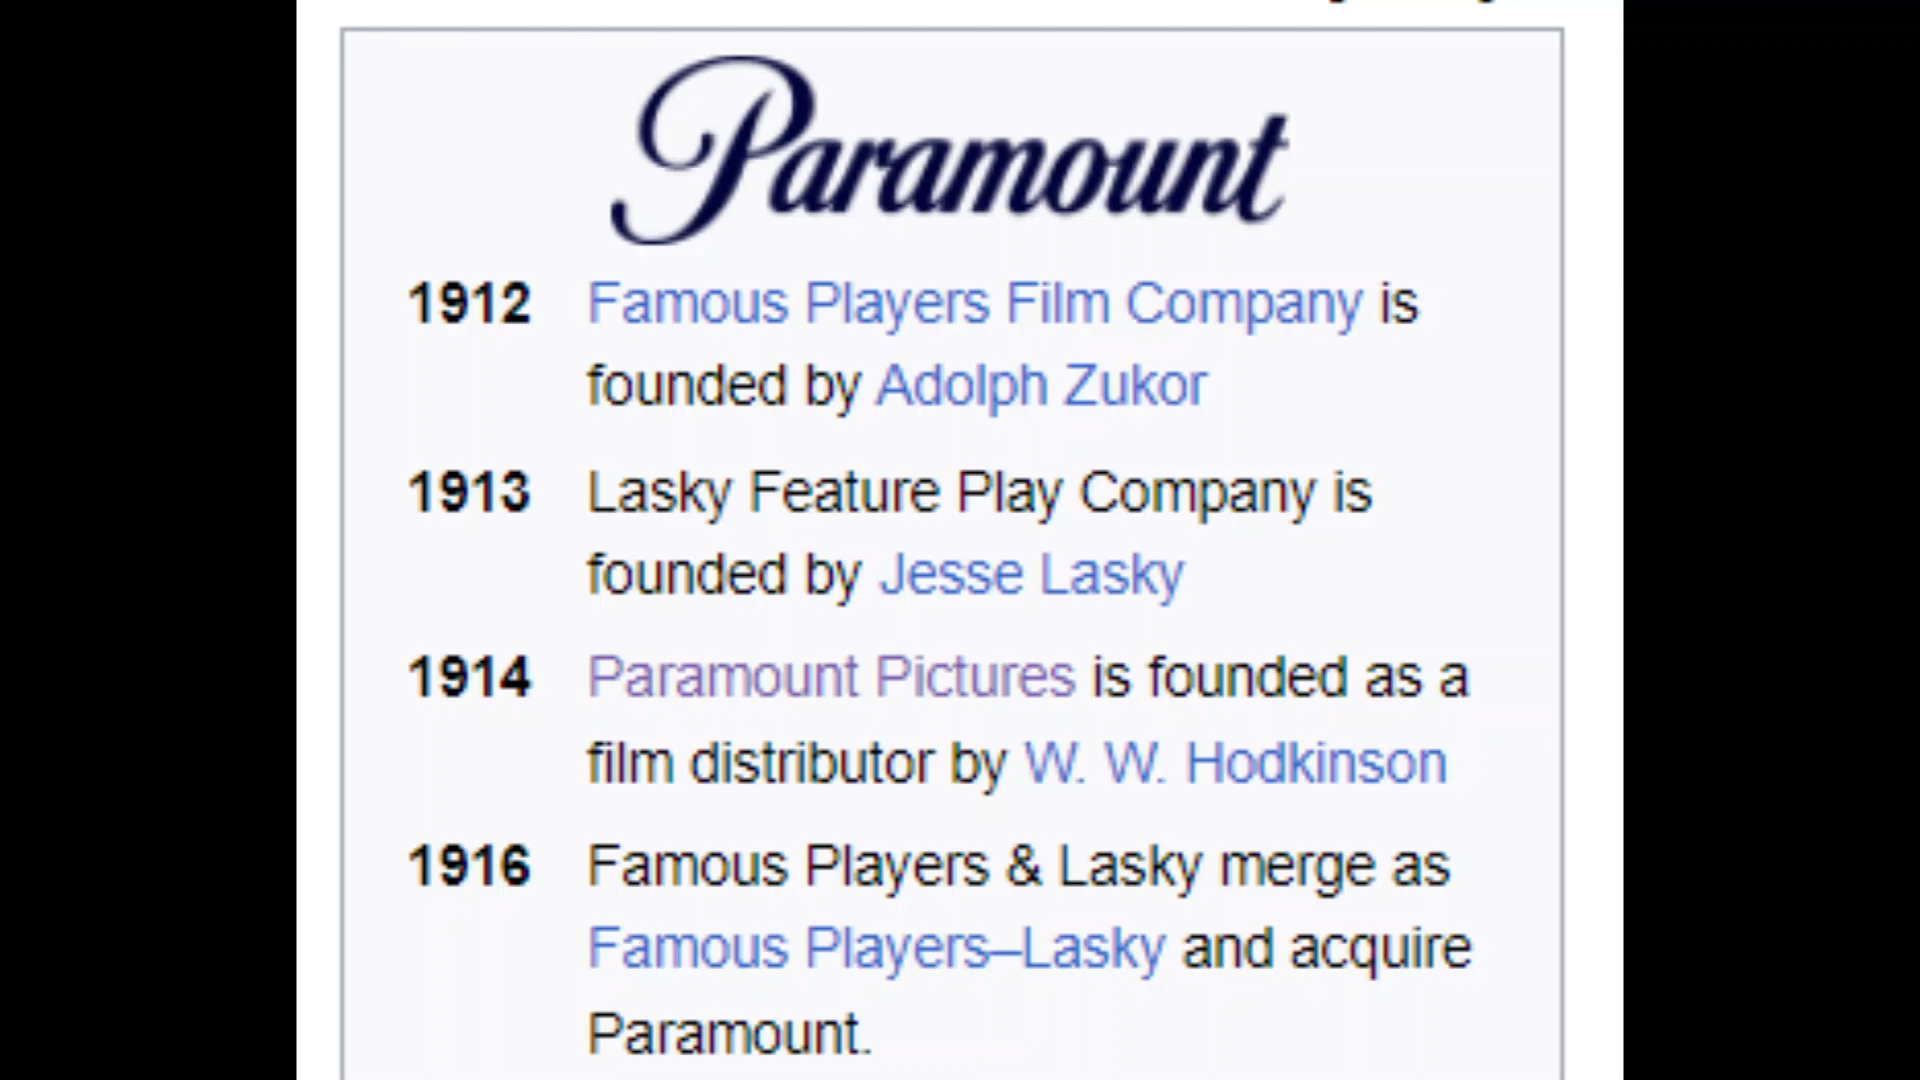 Paramount
1912 Famous Players Film Company is
founded by Adolph Zukor
1913 Lasky Feature Play Company is
founded by Jesse Lasky
1914 Paramount Pictures is founded as a
film distributor by W. W. Hodkinson
1916 Famous Players & Lasky merge as
Famous Players–Lasky and acquire
Paramount.